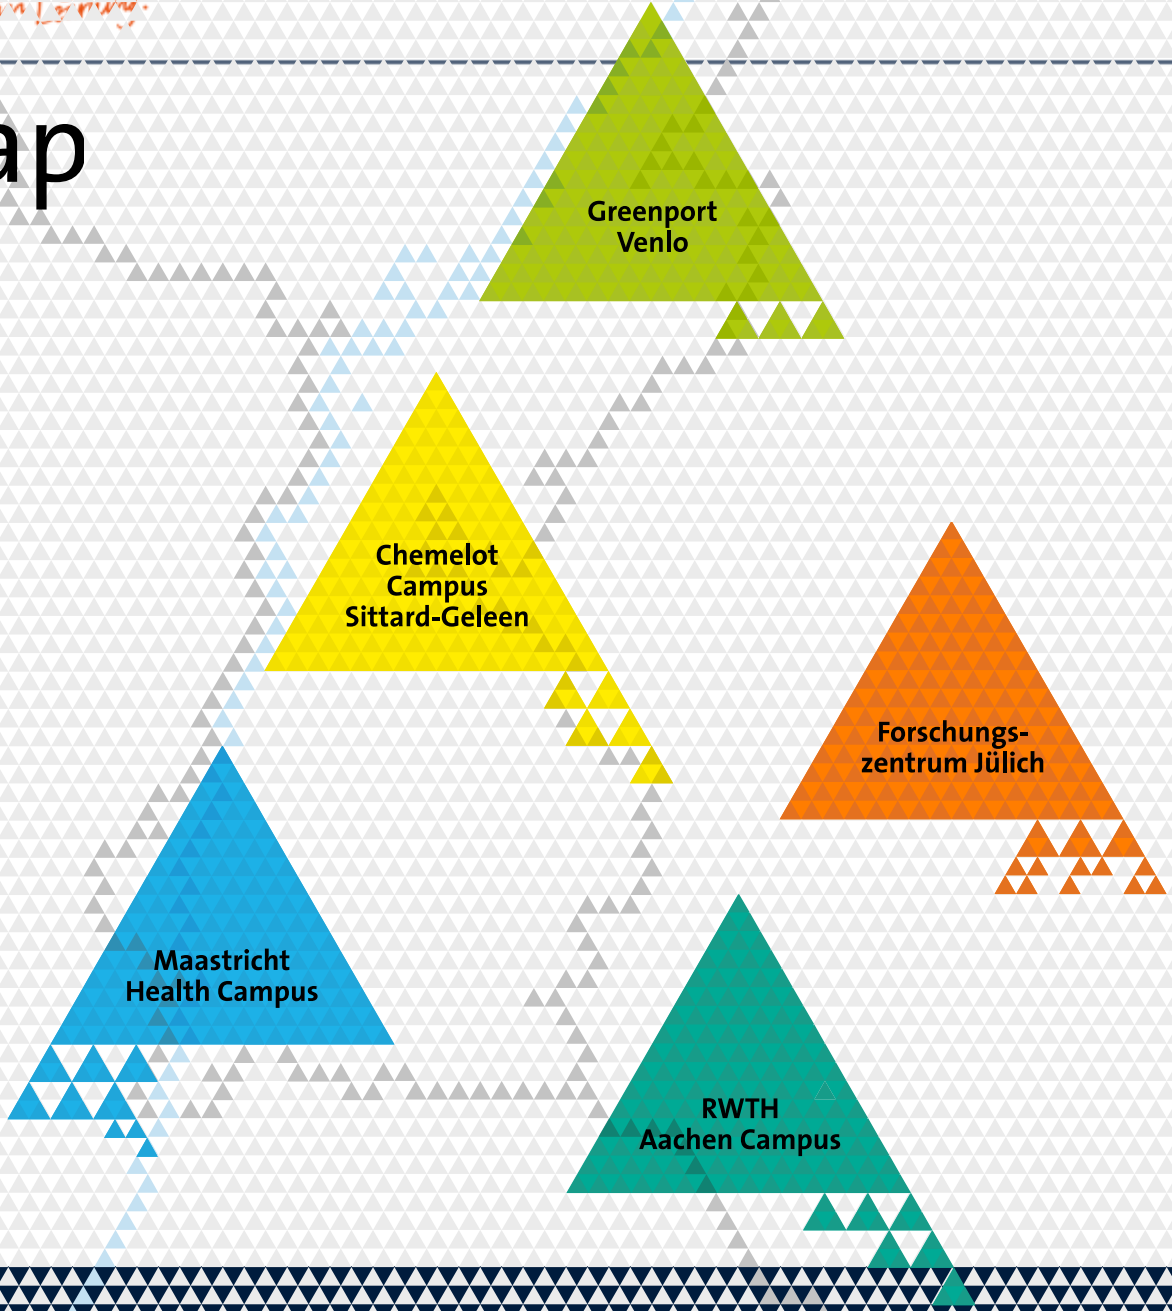 ap
Greenport
Venlo
Chemelot
Campus
Sittard-Geleen
Forschungs-
zentrum Jülich
Maastricht
Health Campus
RWTH
Aachen Campus